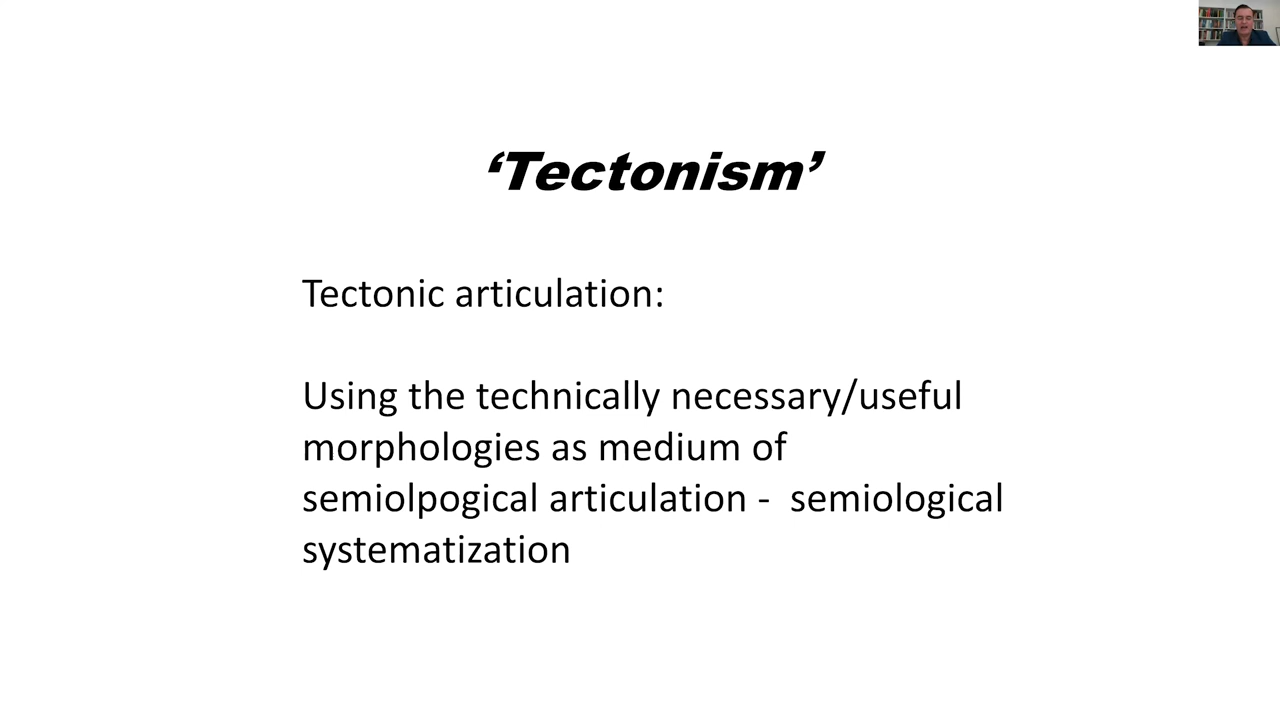 ‘Tectonism’
Tectonic articulation:
Using the technically necessary/useful
morphologies as medium of
semiolpogical articulation -  semiological
systematization